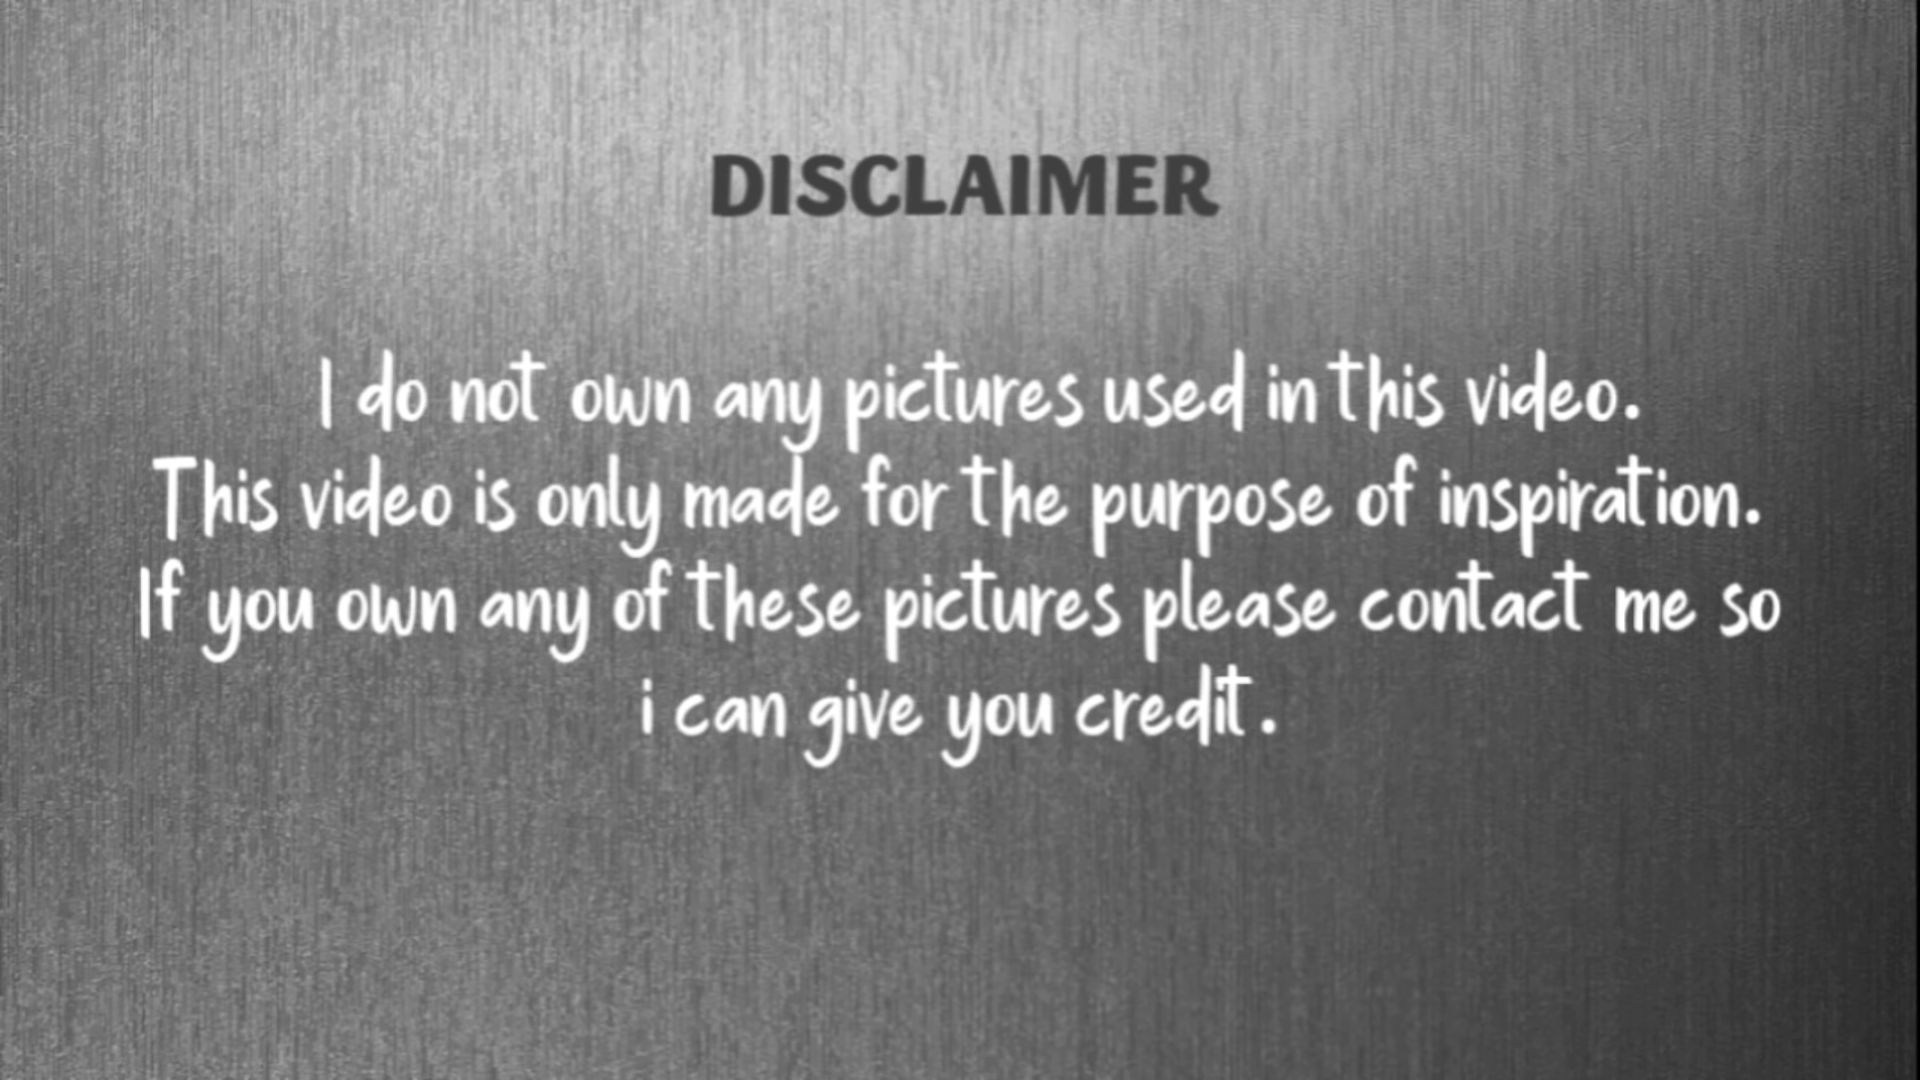 DISCLAIMER
I do not own any pictures used in this video.
This video is only made for the purpose of inspiration.
If you own any of these pictures please contact me so
i can give you credit.